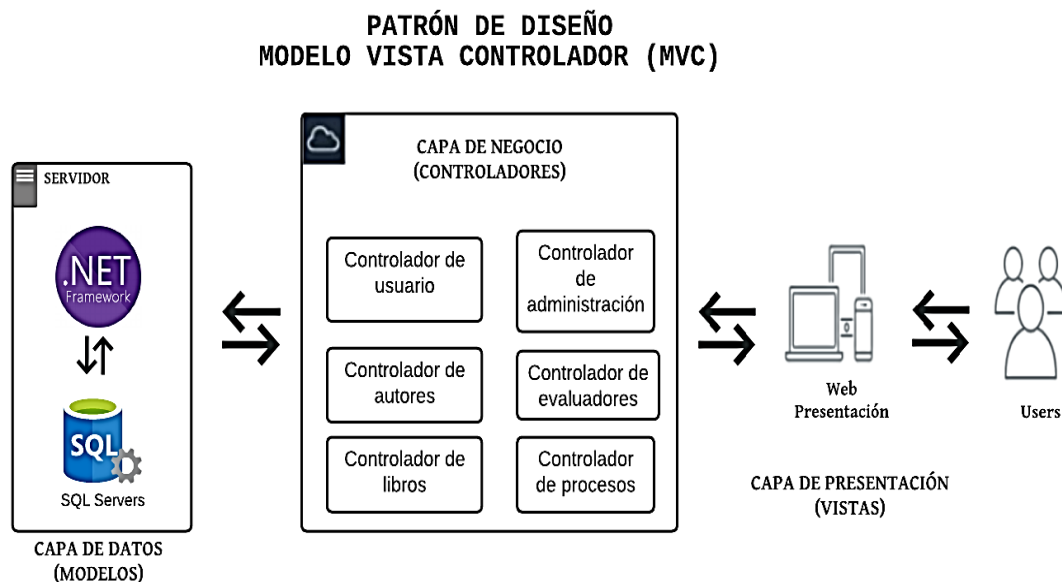 PATRÓN DE DISEÑO
MODELO VISTA CONTROLADOR (MVC)
SERVIDOR
.NET
Framework
SQL
SQL Servers
CAPA DE DATOS
(MODELOS)
CAPA DE NEGOCIO
(CONTROLADORES)
Controlador de
usuario
Controlador
de
administración
Controlador de
autores
Controlador
de evaluadores
Controlador de
libros
Controlador
de procesos
Web
Presentación
CAPA DE PRESENTACIÓN
(VISTAS)
Users